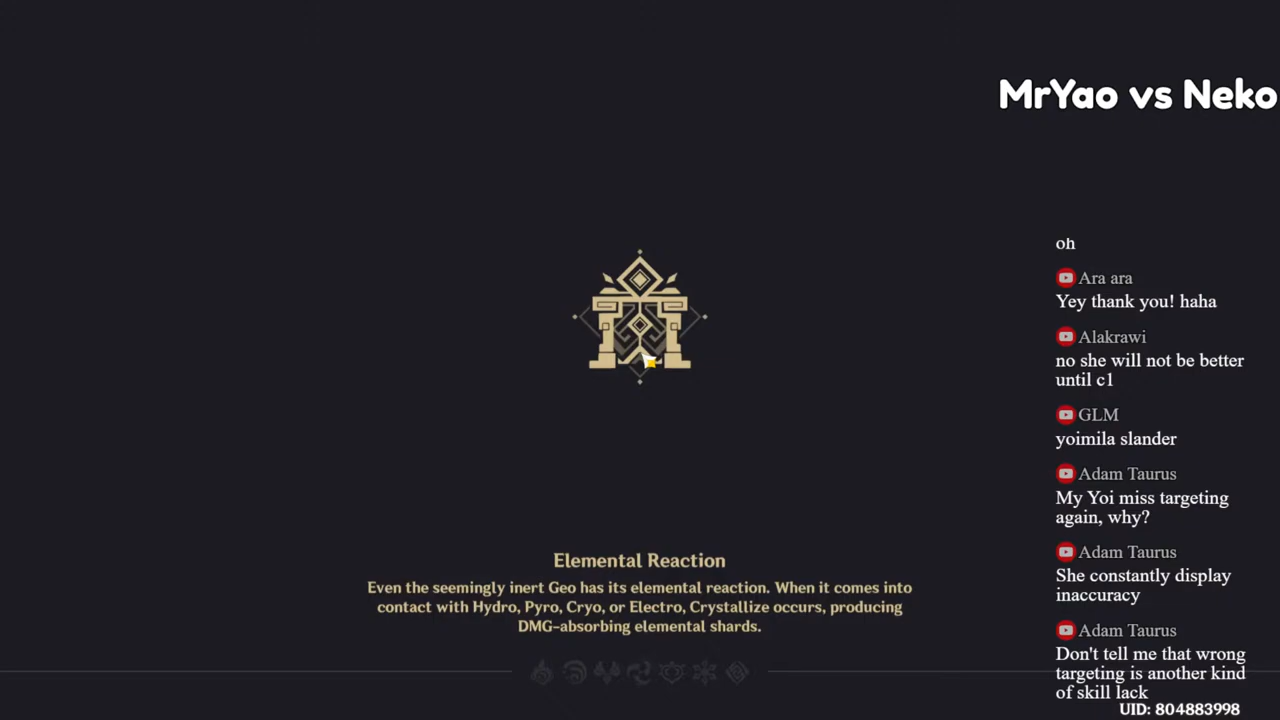 MrYao vs Neko
oh
Ara ara
Yey thank you! haha
Alakrawi
no she will not be better
until c1
GLM
yoimila slander
Adam Taurus
My Yoi miss targeting
again, why?
Adam Taurus
She constantly display
inaccuracy
Adam Taurus
Don't tell me that wrong
targeting is another kind
of skill lack
Elemental Reaction
Even the seemingly inert Geo has its elemental reaction. When it comes into
contact with Hydro, Pyro, Cryo, or Electro, Crystallize occurs, producing
DMG-absorbing elemental shards.
UID: 804883998